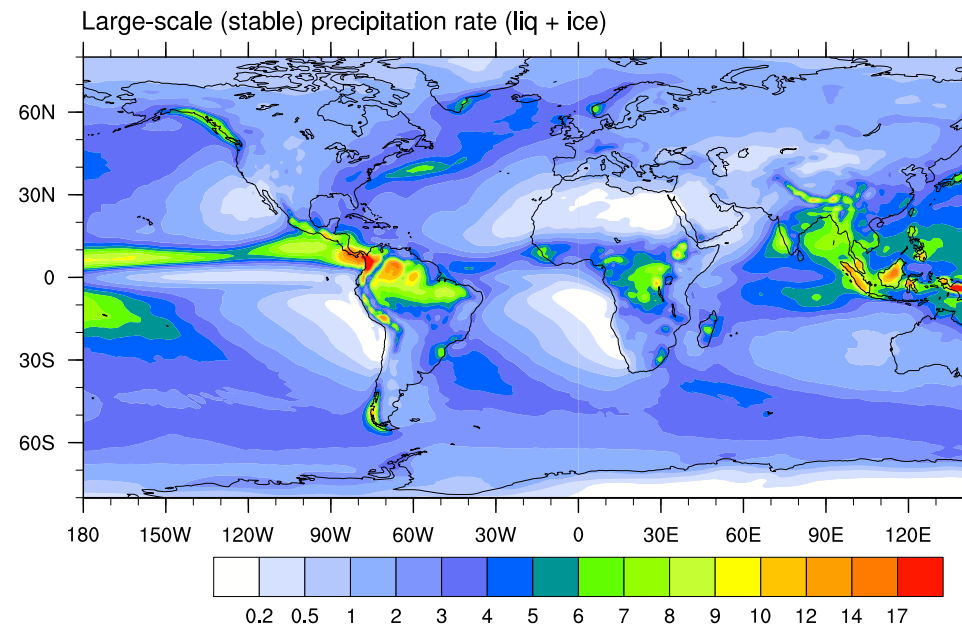 Large-scale (stable) precipitation rate (liq + ice)
60N
30N
0
30S
60S
180 150W 120W 90W 60W 30W 0 30E 60E 90E 120E
0.2 0.5 1 2 3 4 5 6 7 8 9 10 12 14 17